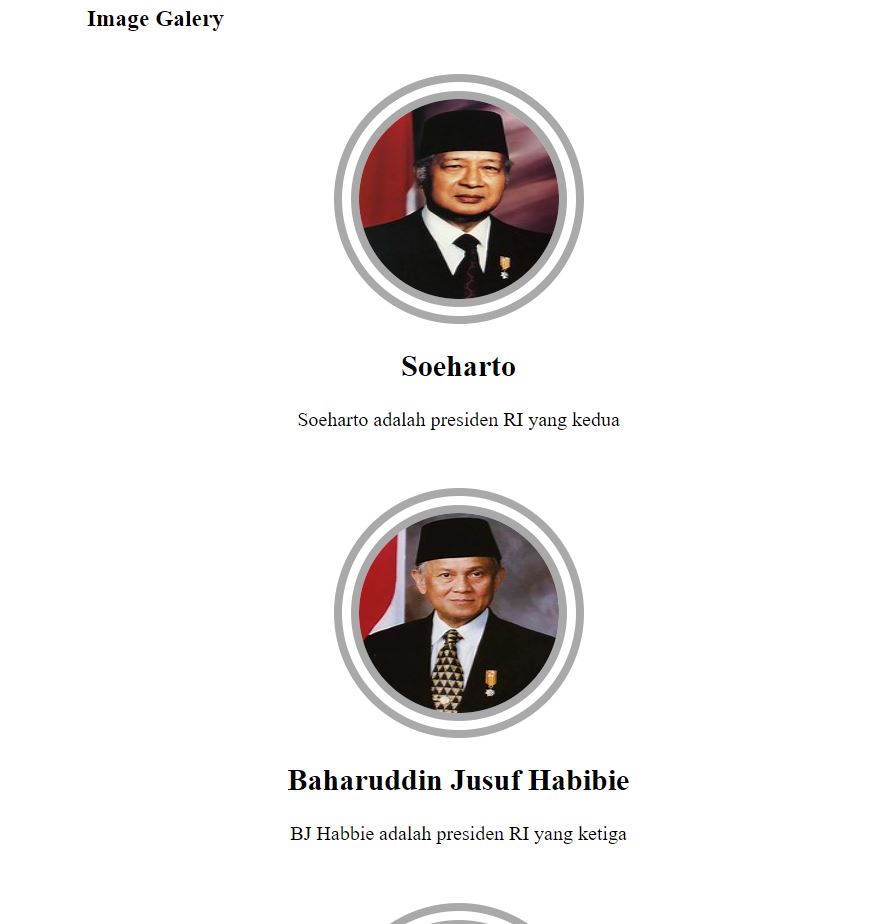 Image Galery
Soeharto
Soeharto adalah presiden RI yang kedua
Baharuddin Jusuf Habibie
BJ Habbie adalah presiden RI yang ketiga